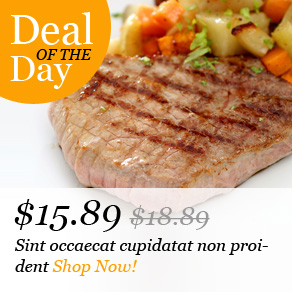 Deal
OF THE
Day
$15.89 $18.89
Sint occaecat cupidatat non proi-
dent Shop Now!